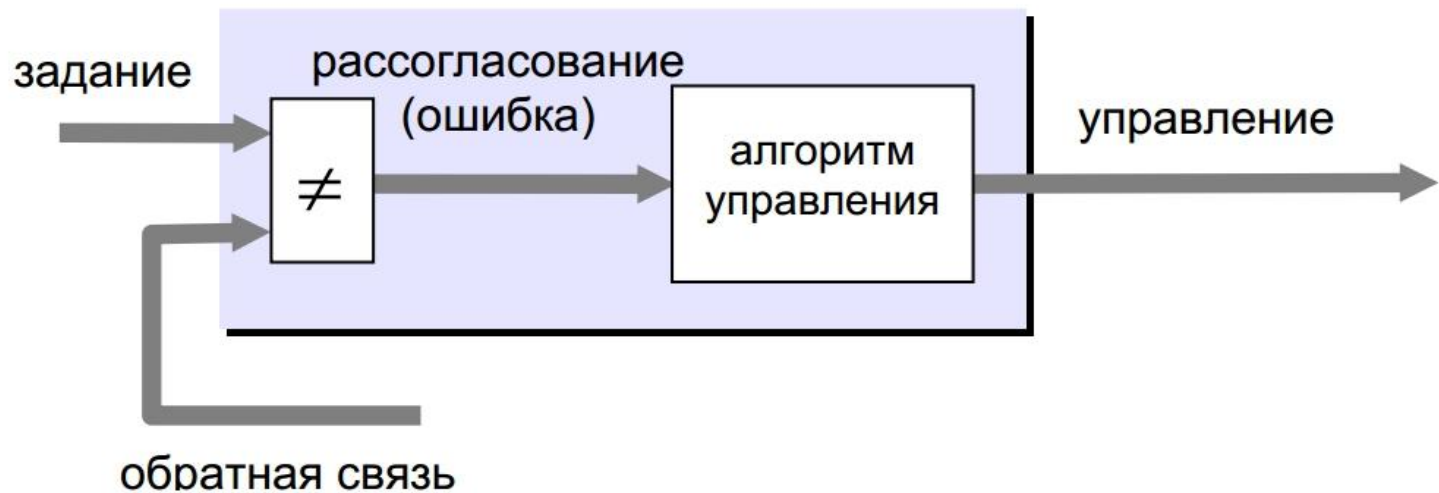 задание
рассогласование
(ошибка)
≠
алгоритм
управления
управление
обратная связь